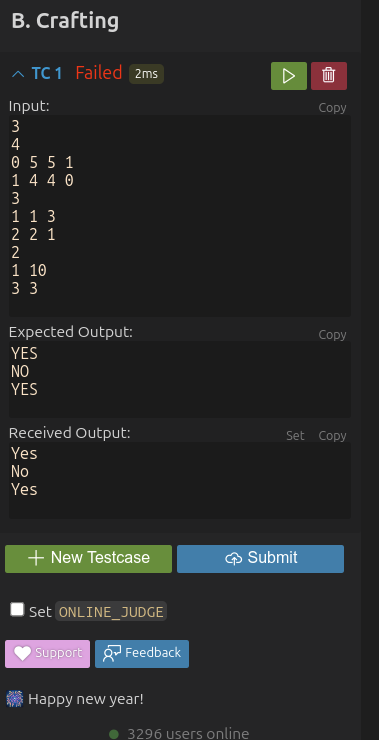 B. Crafting
TC 1 Failed 2ms
Input: Copy
3
4
0 5 5 1
1 4 4 0
3
1 1 3
2 2 1
2
1 10
3 3
Expected Output: Copy
YES
NO
YES
Received Output: Set Copy
Yes
No
Yes
New Testcase Submit
Set ONLINE_JUDGE
Support Feedback
Happy new year!
3296 users online